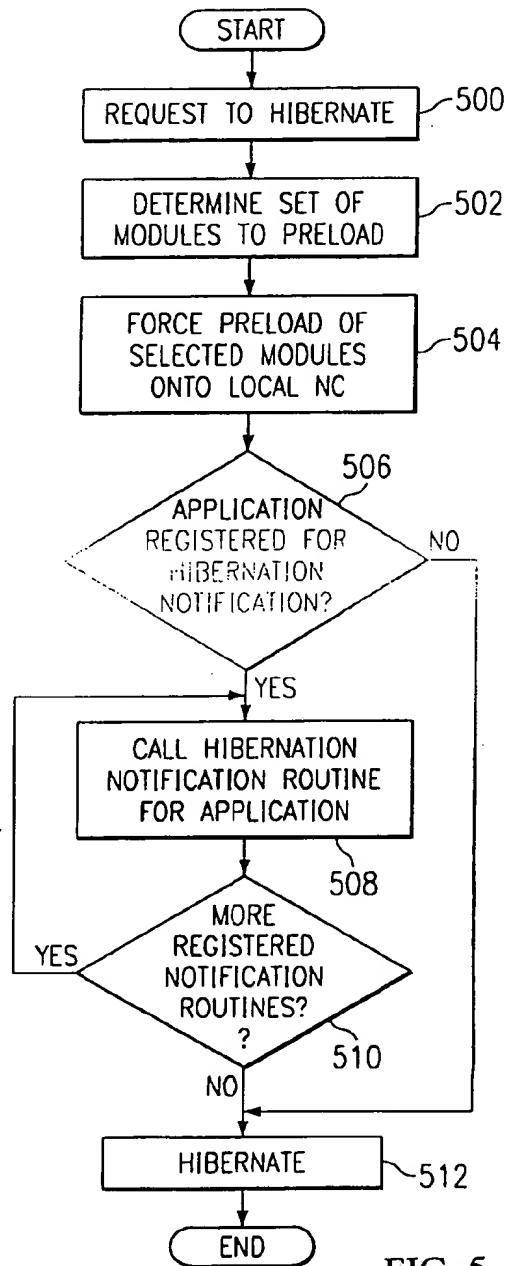 START
REQUEST TO HIBERNATE
500
DETERMINE SET OF
MODULES TO PRELOAD
502
FORCE PRELOAD OF
SELECTED MODULES
ONTO LOCAL NC
504
506
APPLICATION
REGISTERED FOR
HIBERNATION
NOTIFICATION?
NO
YES
CALL HIBERNATION
NOTIFICATION ROUTINE
FOR APPLICATION
508
MORE
REGISTERED
NOTIFICATION
ROUTINES?
?
YES
510
NO
HIBERNATE
512
END
FIG. 5